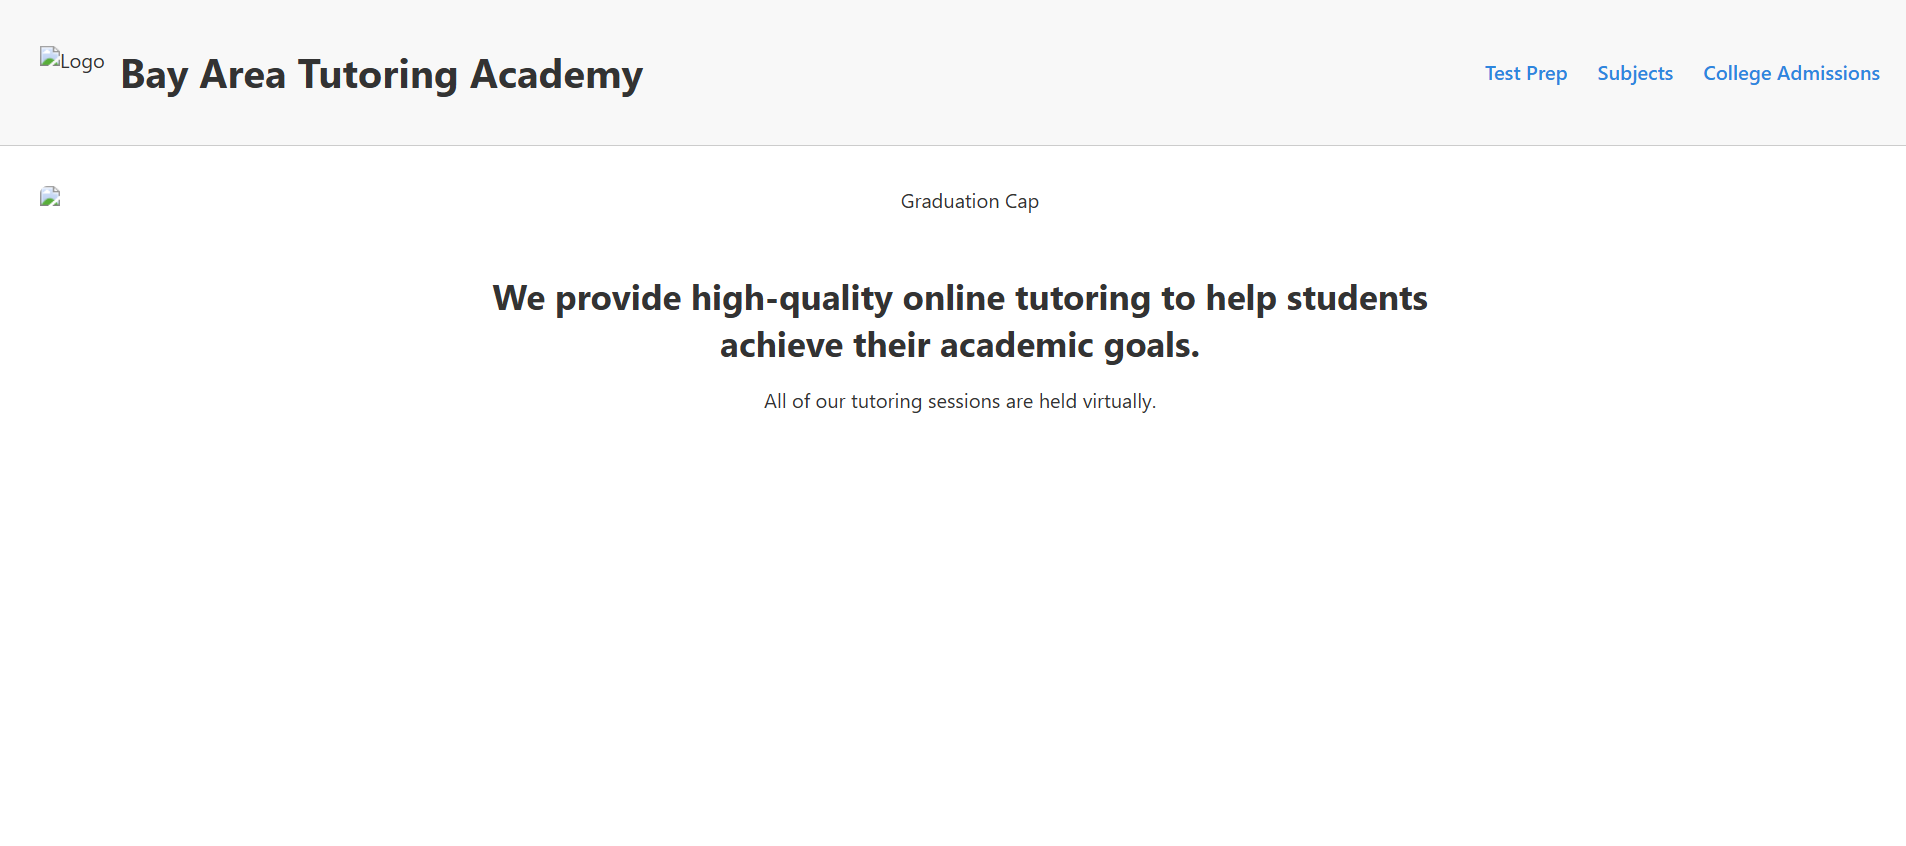 Logo
Bay Area Tutoring Academy
Test Prep
Subjects
College Admissions
Graduation Cap
We provide high-quality online tutoring to help students
achieve their academic goals.
All of our tutoring sessions are held virtually.